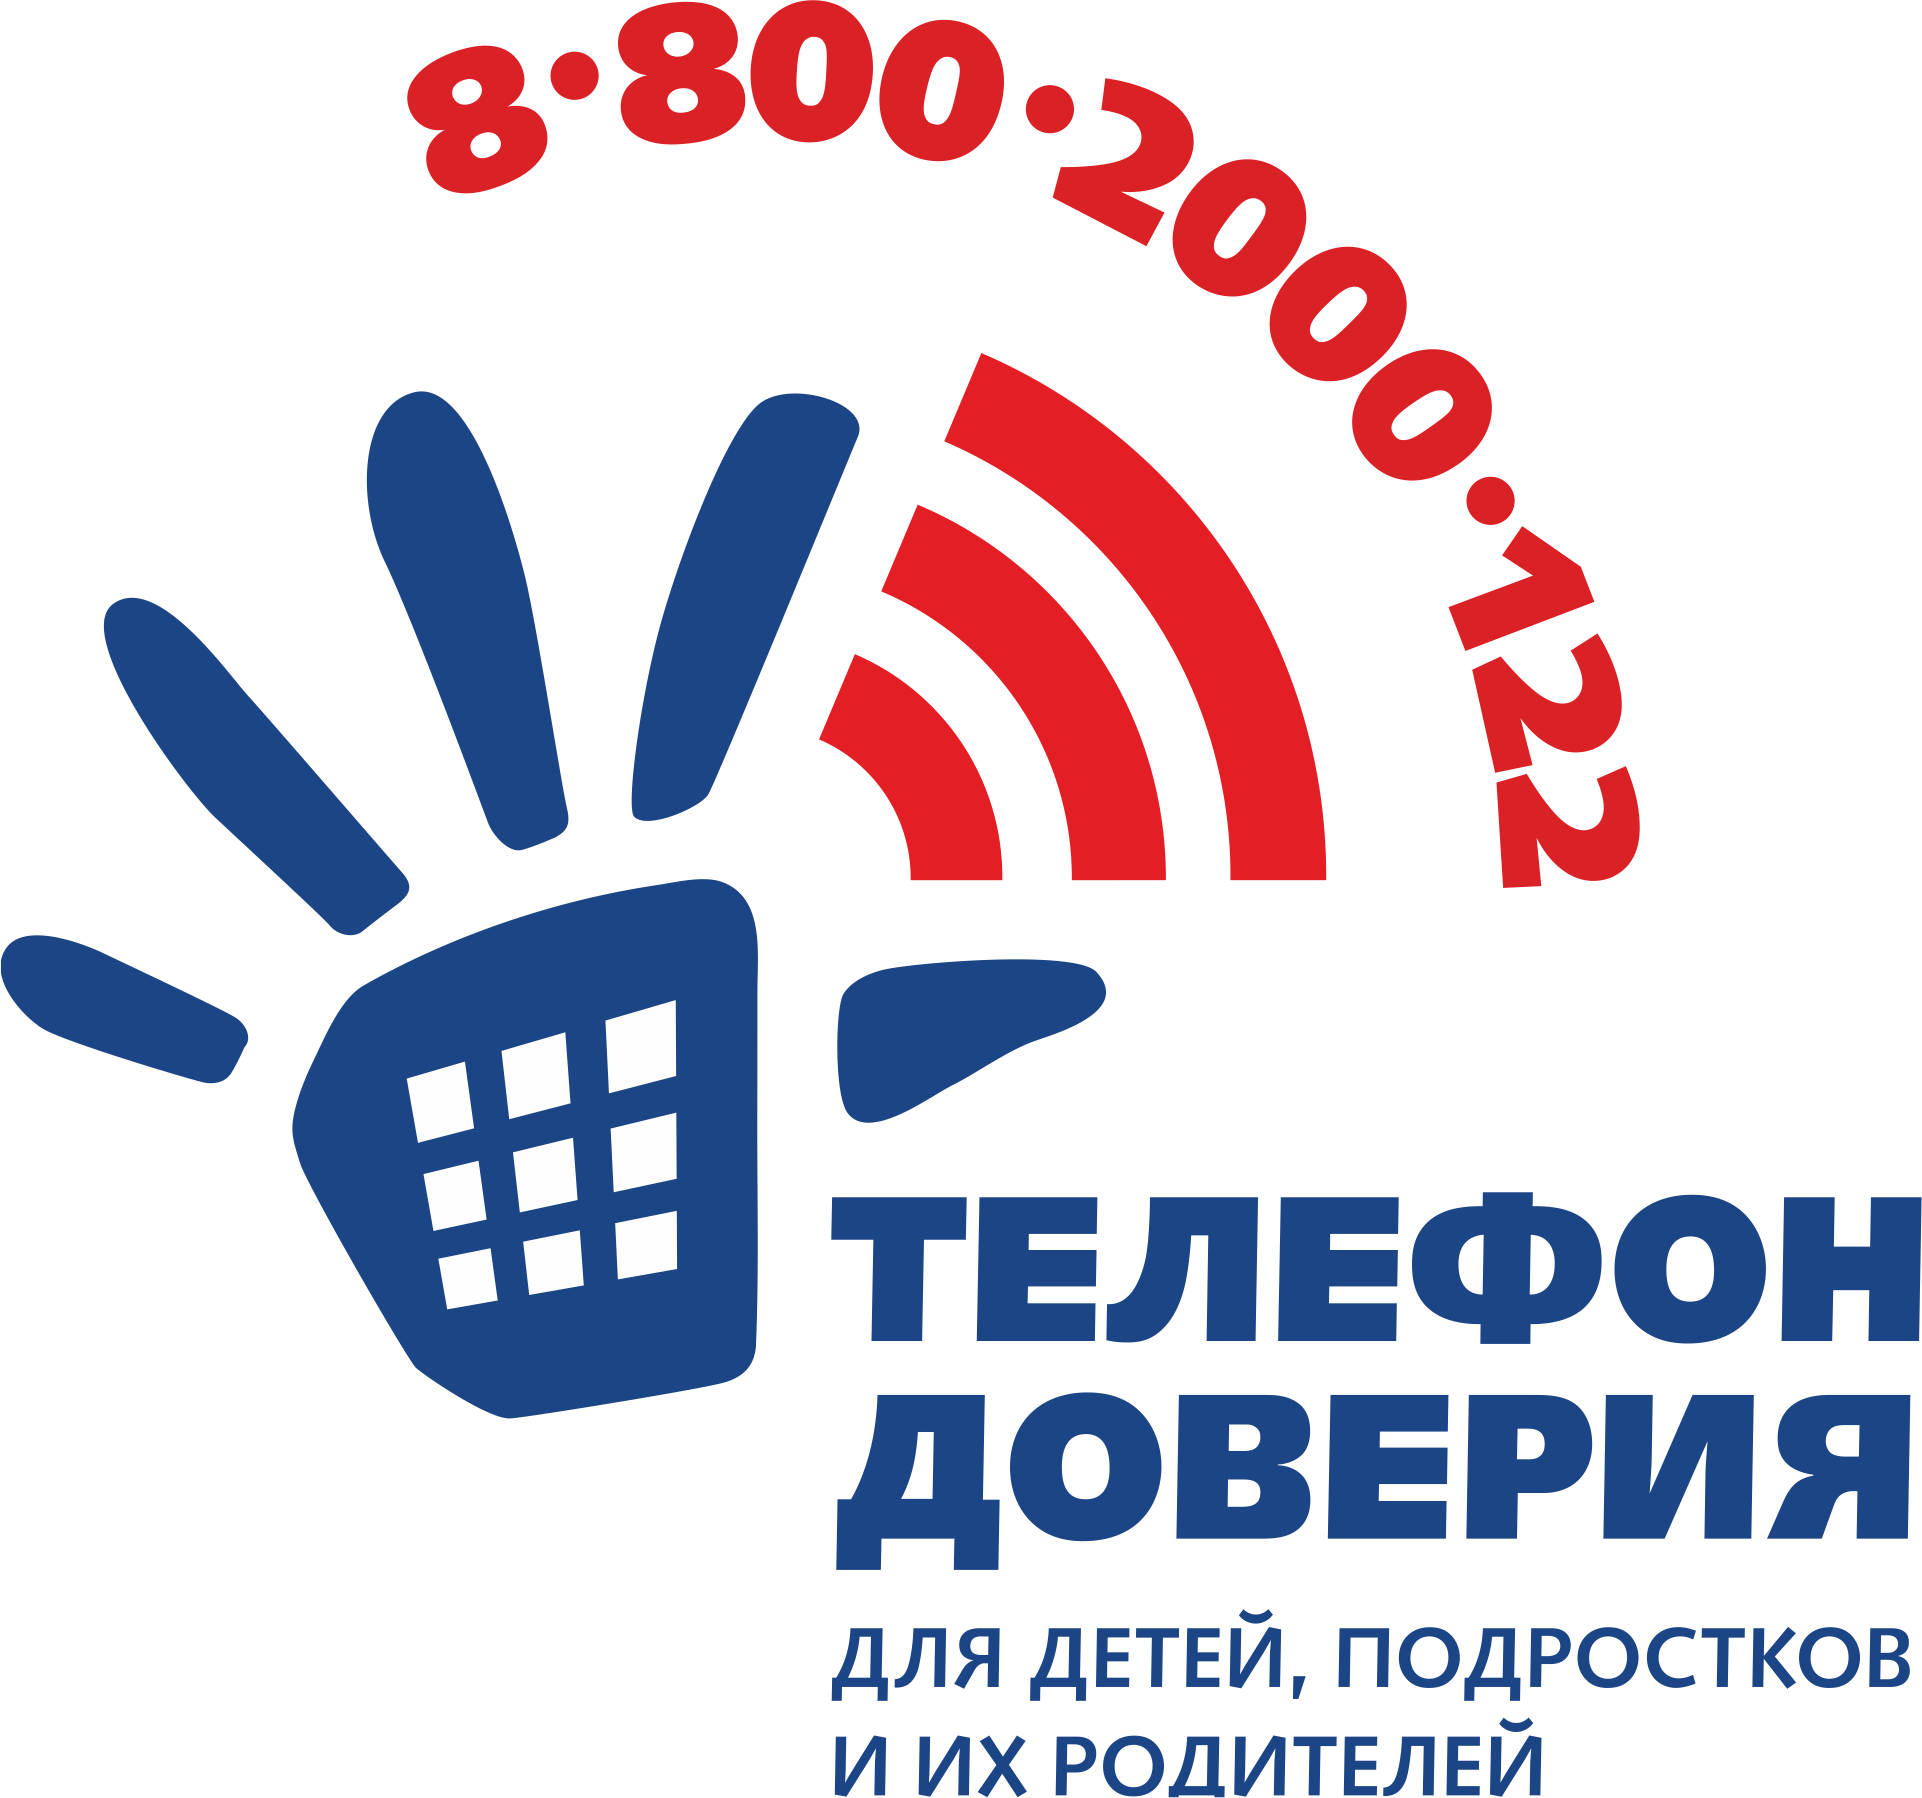 8·800·2000·122
ТЕЛЕФОН
ДОВЕРИЯ
ДЛЯ ДЕТЕЙ, ПОДРОСТКОВ
И ИХ РОДИТЕЛЕЙ